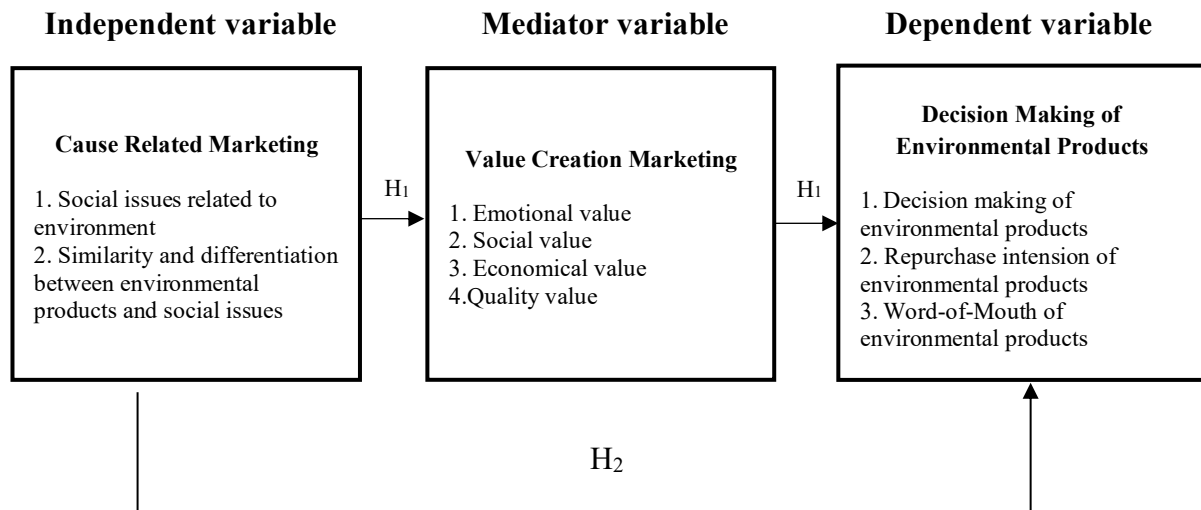 Independent variable
Mediator variable
Dependent variable
Cause Related Marketing
1. Social issues related to
environment
2. Similarity and differentiation
between environmental
products and social issues
H₁
Value Creation Marketing
1. Emotional value
2. Social value
3. Economical value
4.Quality value
H₁
Decision Making of
Environmental Products
1. Decision making of
environmental products
2. Repurchase intension of
environmental products
3. Word-of-Mouth of
environmental products
H₂